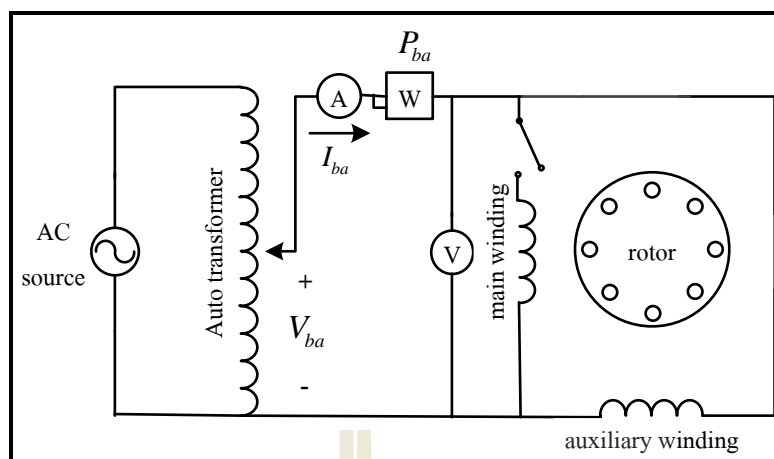 P_ba
A
W
I_ba
AC
source
Auto transformer
+
V_ba
-
V
main winding
rotor
auxiliary winding